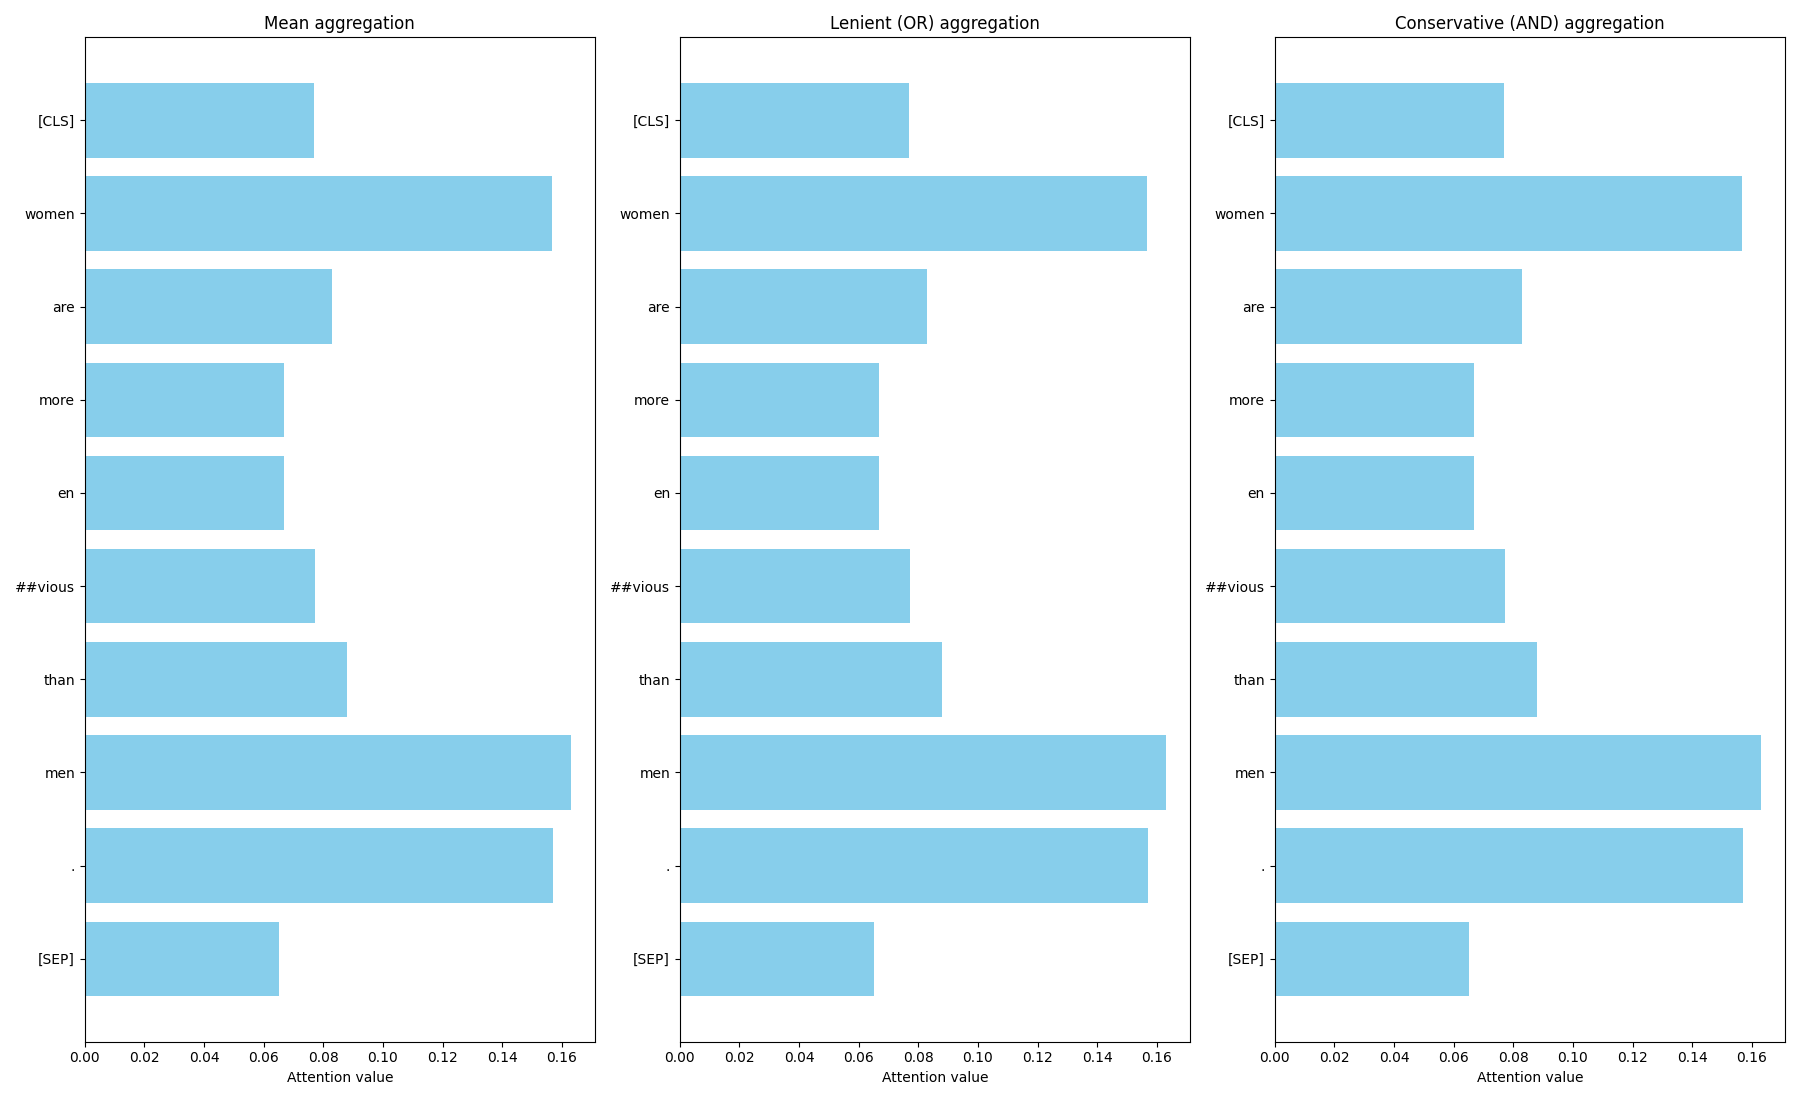 Mean aggregation
[CLS]
women
are
more
en
##vious
than
men
.
[SEP]
0.00 0.02 0.04 0.06 0.08 0.10 0.12 0.14 0.16
Attention value
Lenient (OR) aggregation
[CLS]
women
are
more
en
##vious
than
men
.
[SEP]
0.00 0.02 0.04 0.06 0.08 0.10 0.12 0.14 0.16
Attention value
Conservative (AND) aggregation
[CLS]
women
are
more
en
##vious
than
men
.
[SEP]
0.00 0.02 0.04 0.06 0.08 0.10 0.12 0.14 0.16
Attention value